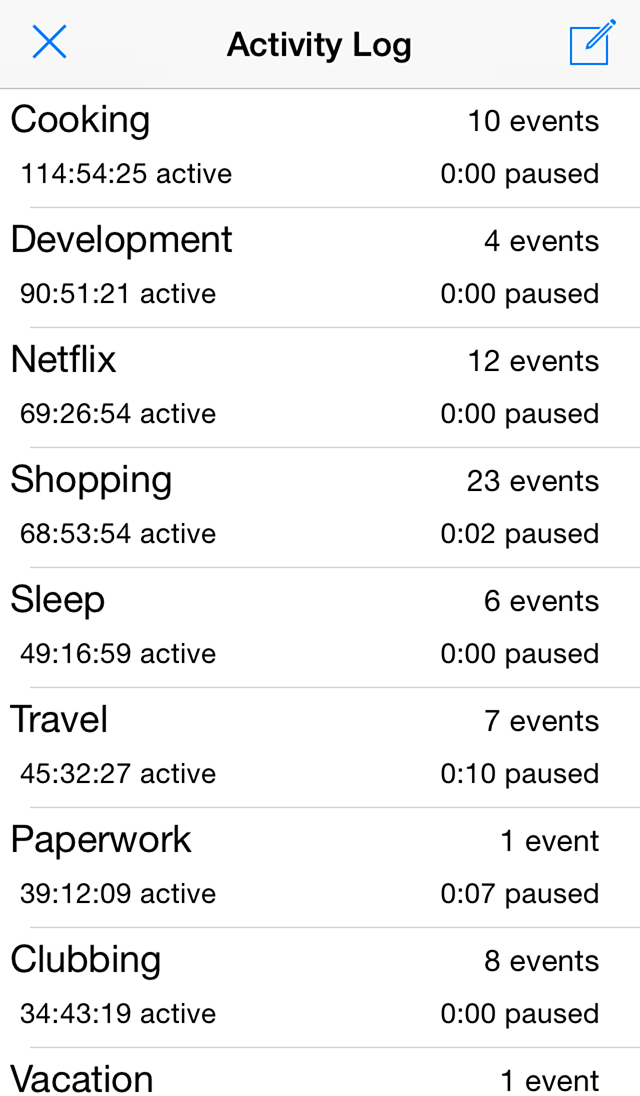 Activity Log
Cooking 10 events
114:54:25 active 0:00 paused
Development 4 events
90:51:21 active 0:00 paused
Netflix 12 events
69:26:54 active 0:00 paused
Shopping 23 events
68:53:54 active 0:02 paused
Sleep 6 events
49:16:59 active 0:00 paused
Travel 7 events
45:32:27 active 0:10 paused
Paperwork 1 event
39:12:09 active 0:07 paused
Clubbing 8 events
34:43:19 active 0:00 paused
Vacation 1 event